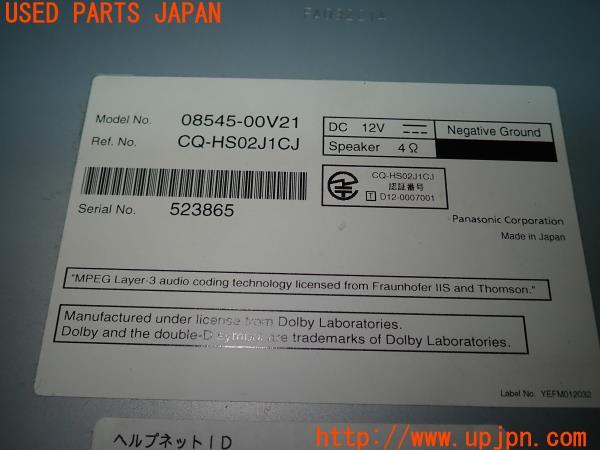 USED PARTS JAPAN
Model No. 08545-00V21
Ref. No. CQ-HS02J1CJ
DC 12V
Negative Ground
Speaker 4Ω
CQ-HS02J1CJ
認証番号
T D12-0007001
Serial No. 523865
Panasonic Corporation
Made in Japan
"MPEG Layer-3 audio coding technology licensed from Fraunhofer IIS and Thomson."
Manufactured under license from Dolby Laboratories.
Dolby and the double-D symbol are trademarks of Dolby Laboratories.
Label No. YEFM012032
ヘルプネットID
http://www.upjpn.com/